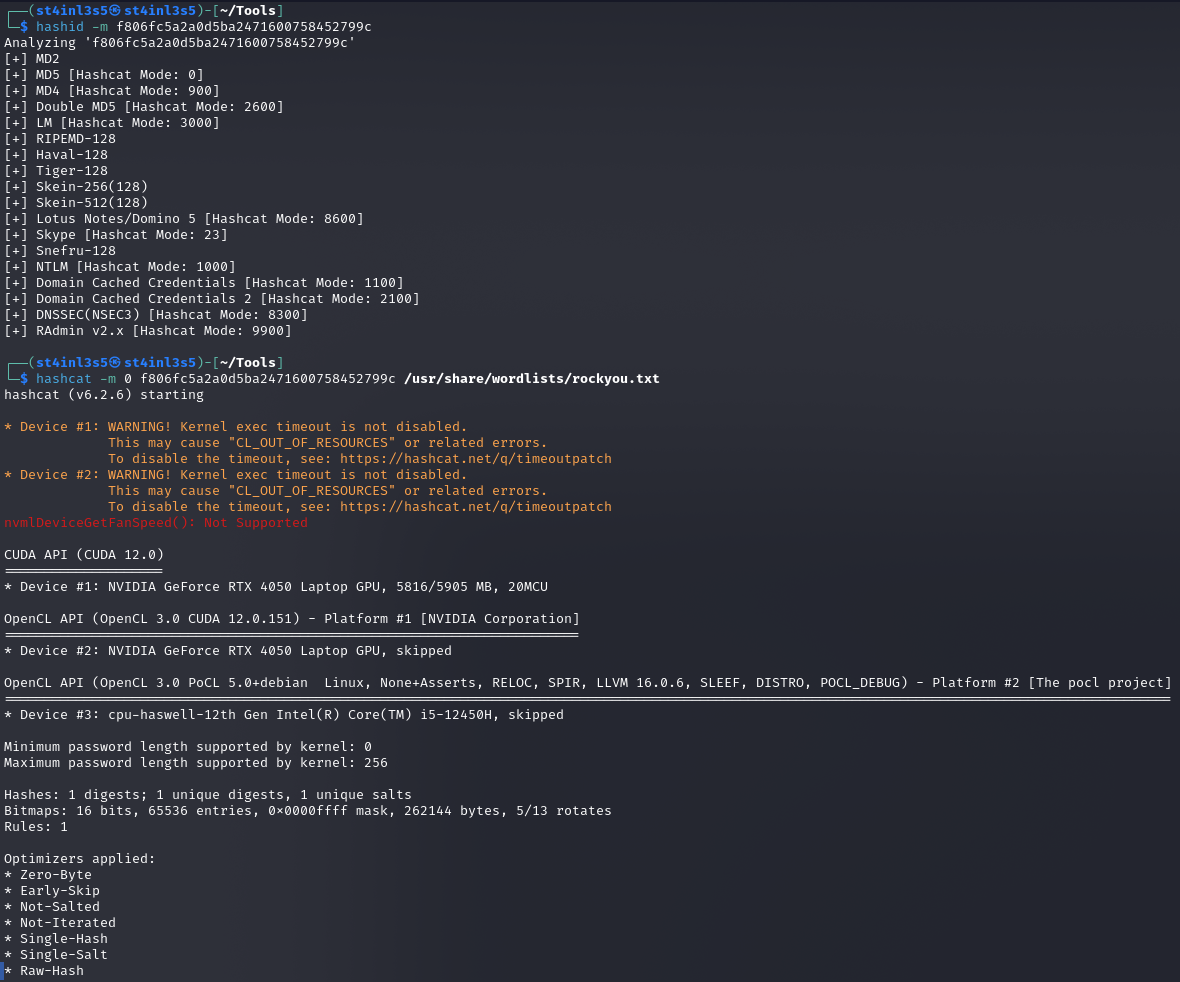 ┌──(st4inl3s5㉿st4inl3s5)-[~/Tools]
└─$ hashid -m f806fc5a2a0d5ba2471600758452799c
Analyzing 'f806fc5a2a0d5ba2471600758452799c'
[+] MD2
[+] MD5 [Hashcat Mode: 0]
[+] MD4 [Hashcat Mode: 900]
[+] Double MD5 [Hashcat Mode: 2600]
[+] LM [Hashcat Mode: 3000]
[+] RIPEMD-128
[+] Haval-128
[+] Tiger-128
[+] Skein-256(128)
[+] Skein-512(128)
[+] Lotus Notes/Domino 5 [Hashcat Mode: 8600]
[+] Skype [Hashcat Mode: 23]
[+] Snefru-128
[+] NTLM [Hashcat Mode: 1000]
[+] Domain Cached Credentials [Hashcat Mode: 1100]
[+] Domain Cached Credentials 2 [Hashcat Mode: 2100]
[+] DNSSEC(NSEC3) [Hashcat Mode: 8300]
[+] RAdmin v2.x [Hashcat Mode: 9900]
┌──(st4inl3s5㉿st4inl3s5)-[~/Tools]
└─$ hashcat -m 0 f806fc5a2a0d5ba2471600758452799c /usr/share/wordlists/rockyou.txt
hashcat (v6.2.6) starting
* Device #1: WARNING! Kernel exec timeout is not disabled.
This may cause "CL_OUT_OF_RESOURCES" or related errors.
To disable the timeout, see: https://hashcat.net/q/timeoutpatch
* Device #2: WARNING! Kernel exec timeout is not disabled.
This may cause "CL_OUT_OF_RESOURCES" or related errors.
To disable the timeout, see: https://hashcat.net/q/timeoutpatch
nvmlDeviceGetFanSpeed(): Not Supported
CUDA API (CUDA 12.0)
====================
* Device #1: NVIDIA GeForce RTX 4050 Laptop GPU, 5816/5905 MB, 20MCU
OpenCL API (OpenCL 3.0 CUDA 12.0.151) - Platform #1 [NVIDIA Corporation]
========================================================================
* Device #2: NVIDIA GeForce RTX 4050 Laptop GPU, skipped
OpenCL API (OpenCL 3.0 PoCL 5.0+debian  Linux, None+Asserts, RELOC, SPIR, LLVM 16.0.6, SLEEF, DISTRO, POCL_DEBUG) - Platform #2 [The pocl project]
==================================================================================================================================================
* Device #3: cpu-haswell-12th Gen Intel(R) Core(TM) i5-12450H, skipped
Minimum password length supported by kernel: 0
Maximum password length supported by kernel: 256
Hashes: 1 digests; 1 unique digests, 1 unique salts
Bitmaps: 16 bits, 65536 entries, 0x0000ffff mask, 262144 bytes, 5/13 rotates
Rules: 1
Optimizers applied:
* Zero-Byte
* Early-Skip
* Not-Salted
* Not-Iterated
* Single-Hash
* Single-Salt
* Raw-Hash